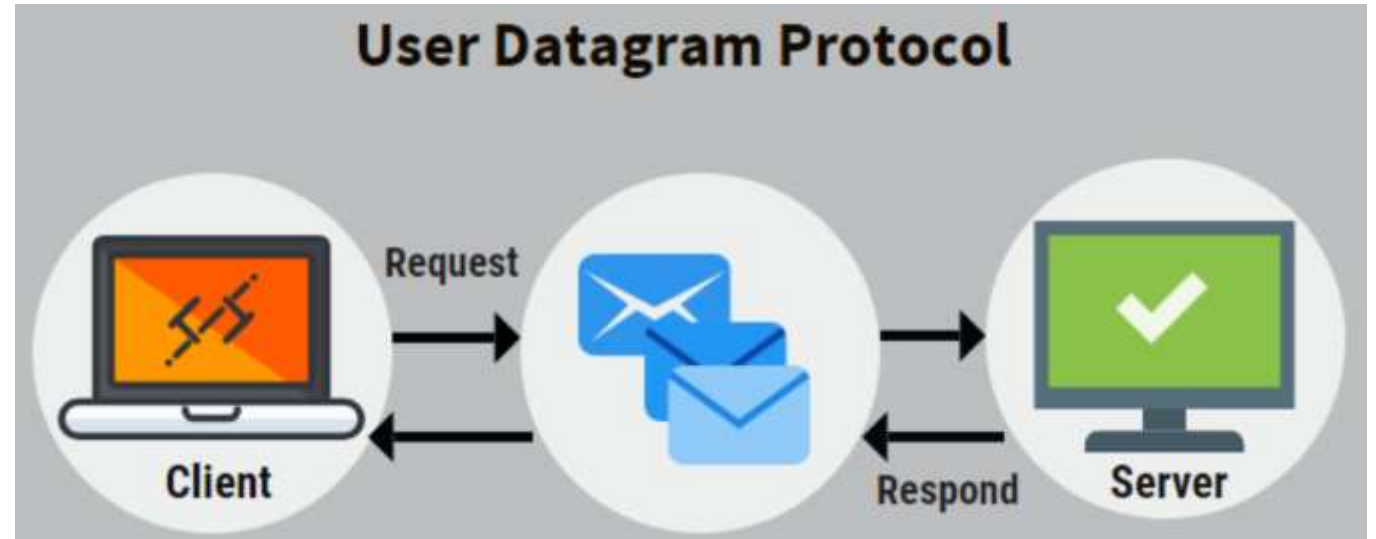 User Datagram Protocol
Request
Client
Respond
Server